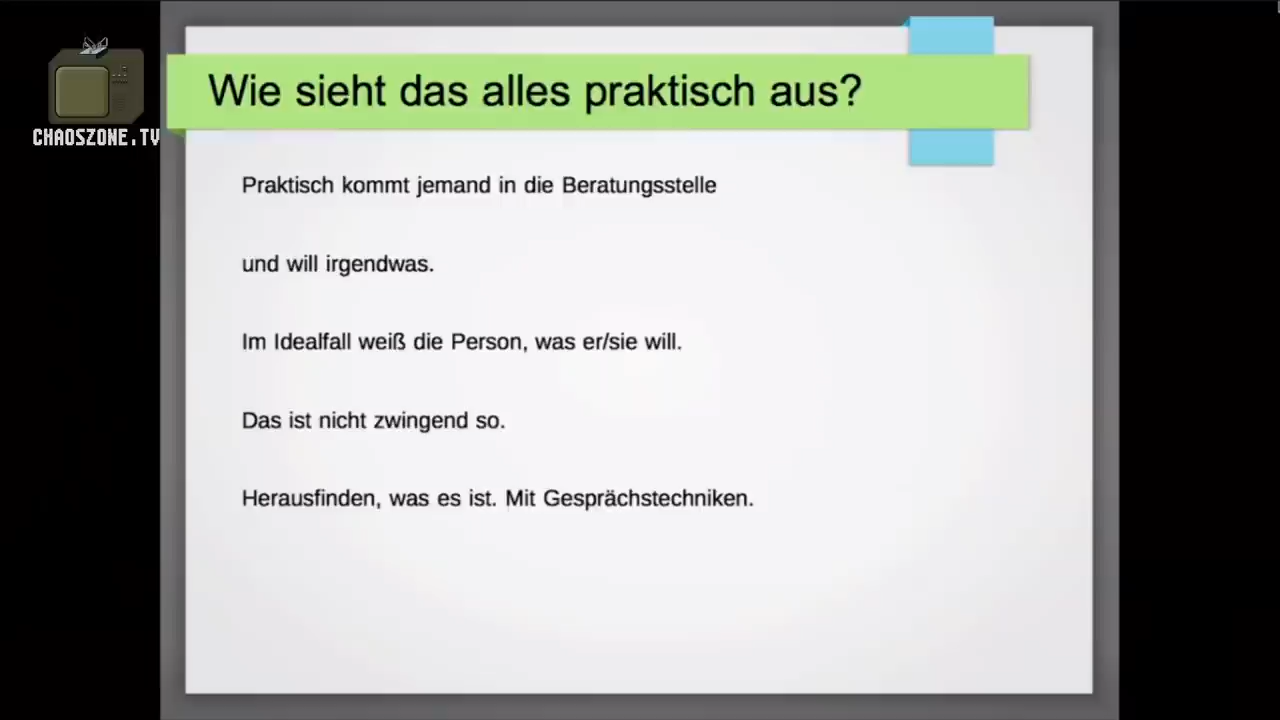 CHAOSZONE.TV
Wie sieht das alles praktisch aus?
Praktisch kommt jemand in die Beratungsstelle
und will irgendwas.
Im Idealfall weiß die Person, was er/sie will.
Das ist nicht zwingend so.
Herausfinden, was es ist. Mit Gesprächstechniken.